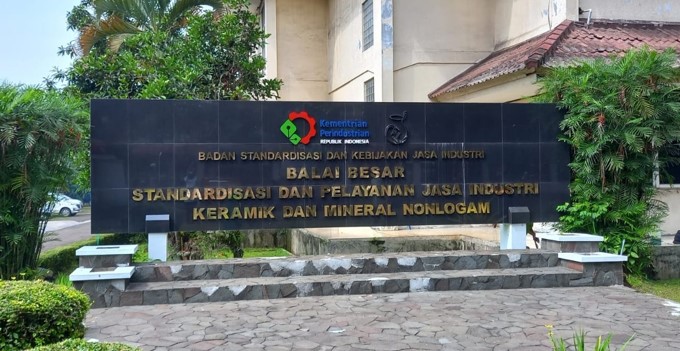 Kementrian
Perindustrian
REPUBLIK INDONESIA
BADAN STANDARDISASI DAN KEBIJAKAN JASA INDUSTRI
BALAI BESAR
STANDARDISASI DAN PELAYANAN JASA INDUSTRI
KERAMIK DAN MINERAL NONLOGAM